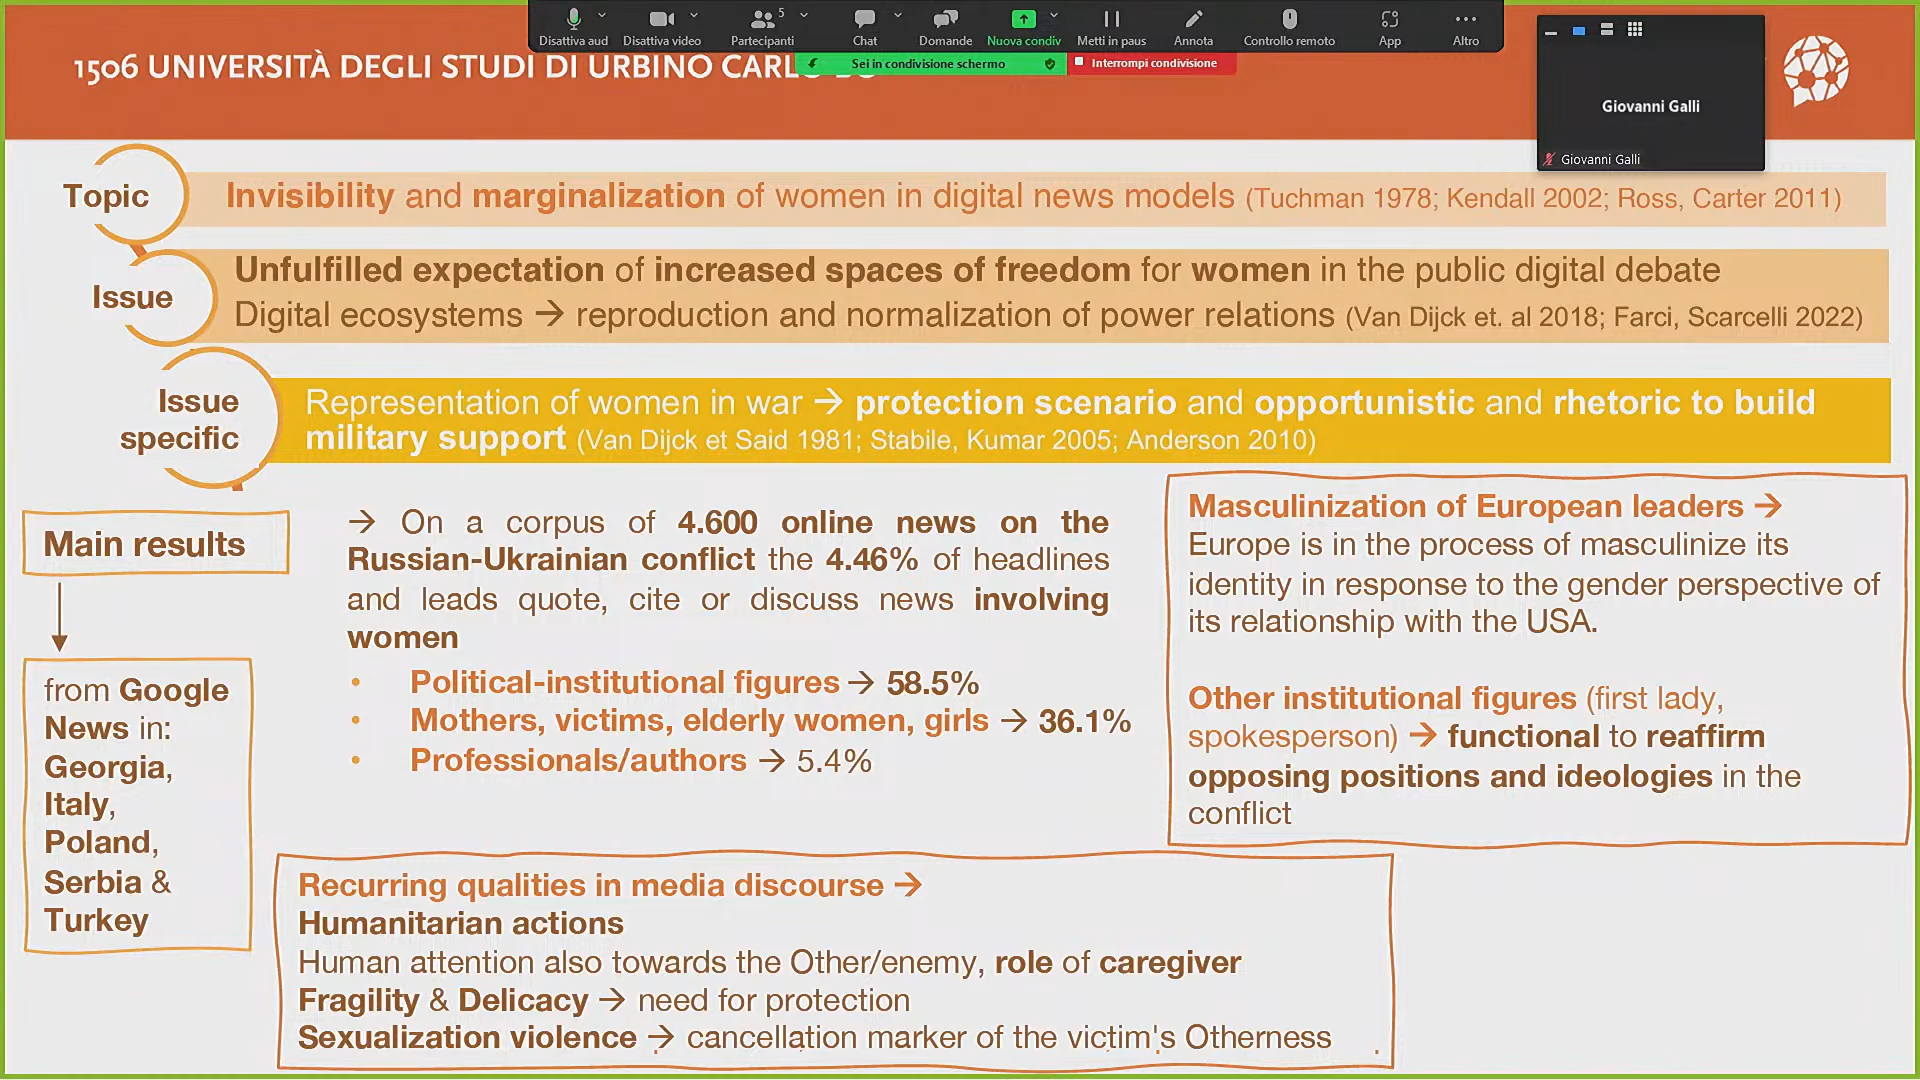 Disattiva aud
Disattiva video
Partecipanti
5
Chat
Domande
Nuova condiv
Metti in paus
Annota
Controllo remoto
App
Altro
Sei in condivisione schermo
Interrompi condivisione
1506 UNIVERSITÀ DEGLI STUDI DI URBINO CARLO BO
Giovanni Galli
Giovanni Galli
Topic
Invisibility and marginalization of women in digital news models (Tuchman 1978; Kendall 2002; Ross, Carter 2011)
Issue
Unfulfilled expectation of increased spaces of freedom for women in the public digital debate
Digital ecosystems → reproduction and normalization of power relations (Van Dijck et. al 2018; Farci, Scarcelli 2022)
Issue
specific
Representation of women in war → protection scenario and opportunistic and rhetoric to build
military support (Van Dijck et Said 1981; Stabile, Kumar 2005; Anderson 2010)
Main results
from Google
News in:
Georgia,
Italy,
Poland,
Serbia &
Turkey
→ On a corpus of 4.600 online news on the
Russian-Ukrainian conflict the 4.46% of headlines
and leads quote, cite or discuss news involving
women
• Political-institutional figures → 58.5%
• Mothers, victims, elderly women, girls → 36.1%
• Professionals/authors → 5.4%
Masculinization of European leaders →
Europe is in the process of masculinize its
identity in response to the gender perspective of
its relationship with the USA.
Other institutional figures (first lady,
spokesperson) → functional to reaffirm
opposing positions and ideologies in the
conflict
Recurring qualities in media discourse →
Humanitarian actions
Human attention also towards the Other/enemy, role of caregiver
Fragility & Delicacy → need for protection
Sexualization violence → cancellation marker of the victim's Otherness